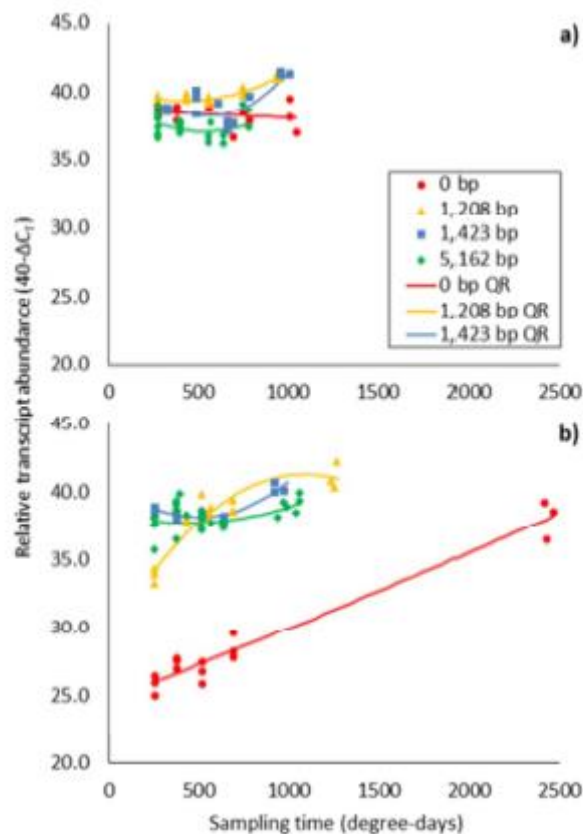 45.0
a)
40.0
35.0
30.0
25.0
20.0
0 bp
1,208 bp
1,423 bp
5,162 bp
0 bp QR
1,208 bp QR
1,423 bp QR
0 500 1000 1500 2000 2500
Relative transcript abundance (40-ΔCT)
45.0
b)
40.0
35.0
30.0
25.0
20.0
0 500 1000 1500 2000 2500
Sampling time (degree-days)